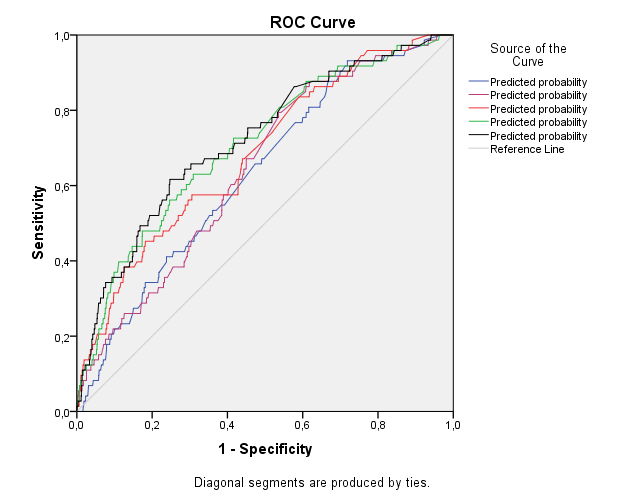 ROC Curve
Source of the
Curve
Predicted probability
Predicted probability
Predicted probability
Predicted probability
Predicted probability
Reference Line
Sensitivity
1,0
0,8
0,6
0,4
0,2
0,0
0,0 0,2 0,4 0,6 0,8 1,0
1 - Specificity
Diagonal segments are produced by ties.